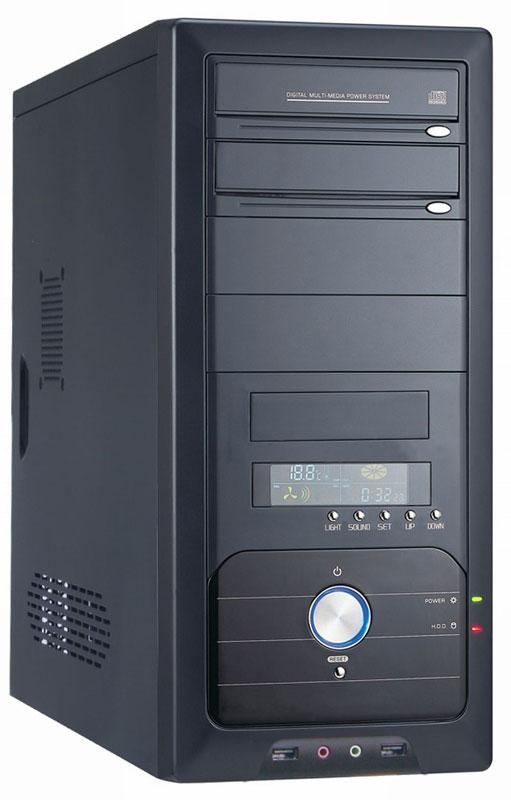 DIGITAL MULTI-MEDIA POWER SYSTEM
18.8 C
0:32
LIGHT SOUND SET UP DOWN
POWER
H.D.D
RESET